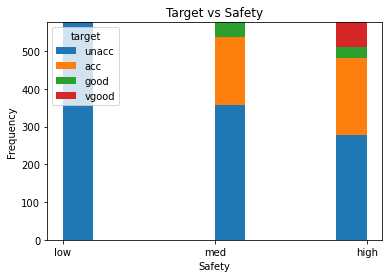 Target vs Safety
target
unacc
acc
good
vgood
Frequency
500
400
300
200
100
0
low med high
Safety